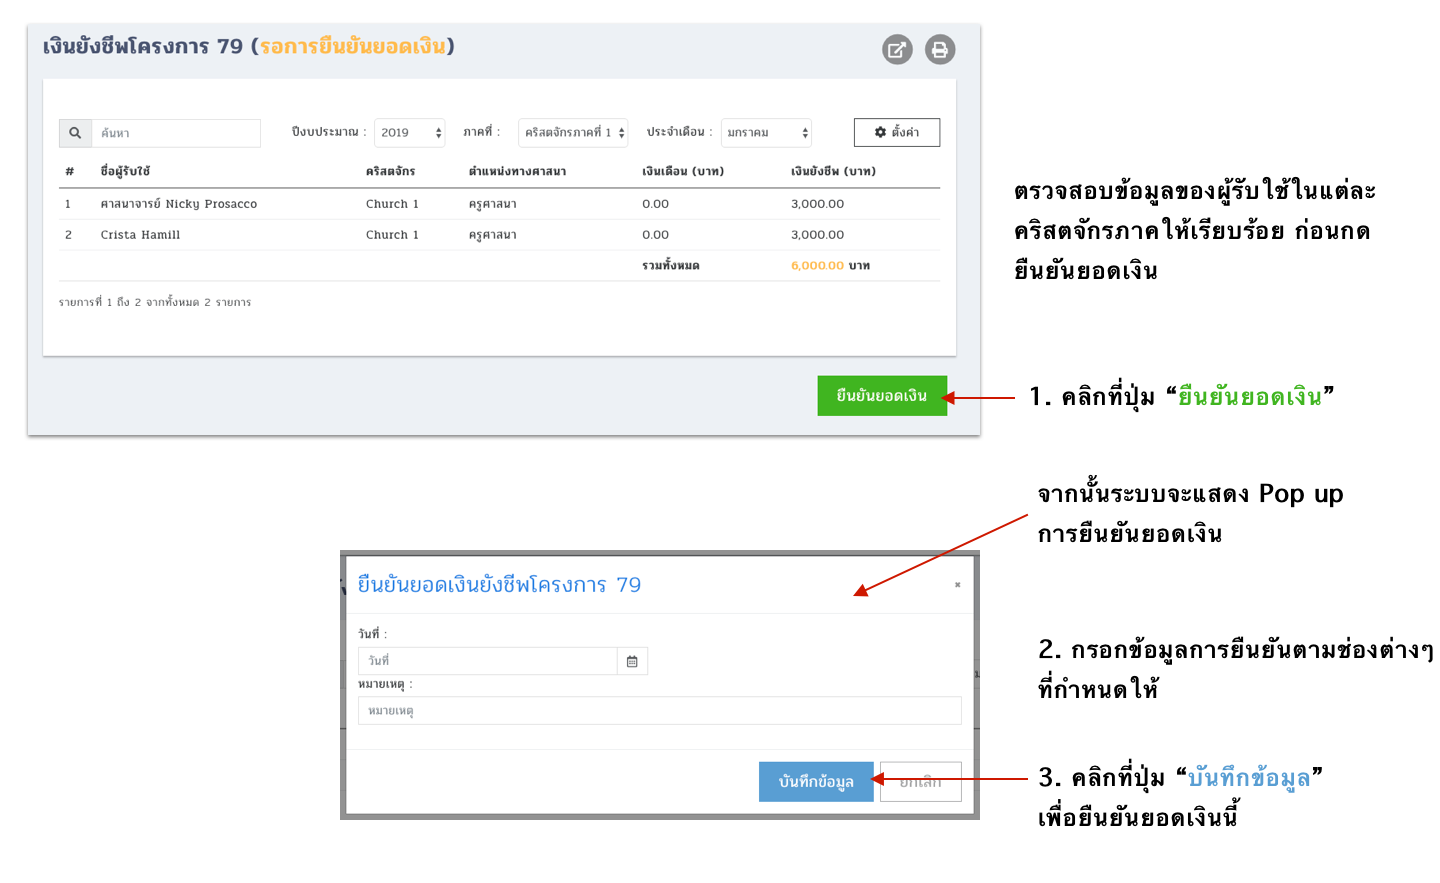 เงินยังชีพโครงการ 79 (รอการยืนยันยอดเงิน)
ค้นหา ปีงบประมาณ : 2019 ภาคที่ : คริสตจักรภาคที่ 1 ประจำเดือน : มกราคม ตั้งค่า
# ชื่อผู้รับใช้ คริสตจักร ตำแหน่งทางศาสนา เงินเดือน (บาท) เงินยังชีพ (บาท)
1 ศาสนาจารย์ Nicky Prosacco Church 1 ครูศาสนา 0.00 3,000.00
2 Crista Hamill Church 1 ครูศาสนา 0.00 3,000.00
รวมทั้งหมด 6,000.00 บาท
รายการที่ 1 ถึง 2 จากทั้งหมด 2 รายการ
ยืนยันยอดเงิน
ตรวจสอบข้อมูลของผู้รับใช้ในแต่ละ
คริสตจักรภาคให้เรียบร้อย ก่อนกด
ยืนยันยอดเงิน
1. คลิกที่ปุ่ม “ยืนยันยอดเงิน”
จากนั้นระบบจะแสดง Pop up
การยืนยันยอดเงิน
ยืนยันยอดเงินยังชีพโครงการ 79
×
วันที่ :
วันที่
หมายเหตุ :
หมายเหตุ
บันทึกข้อมูล ยกเลิก
2. กรอกข้อมูลการยืนยันตามช่องต่างๆ
ที่กำหนดให้
3. คลิกที่ปุ่ม “บันทึกข้อมูล”
เพื่อยืนยันยอดเงินนี้